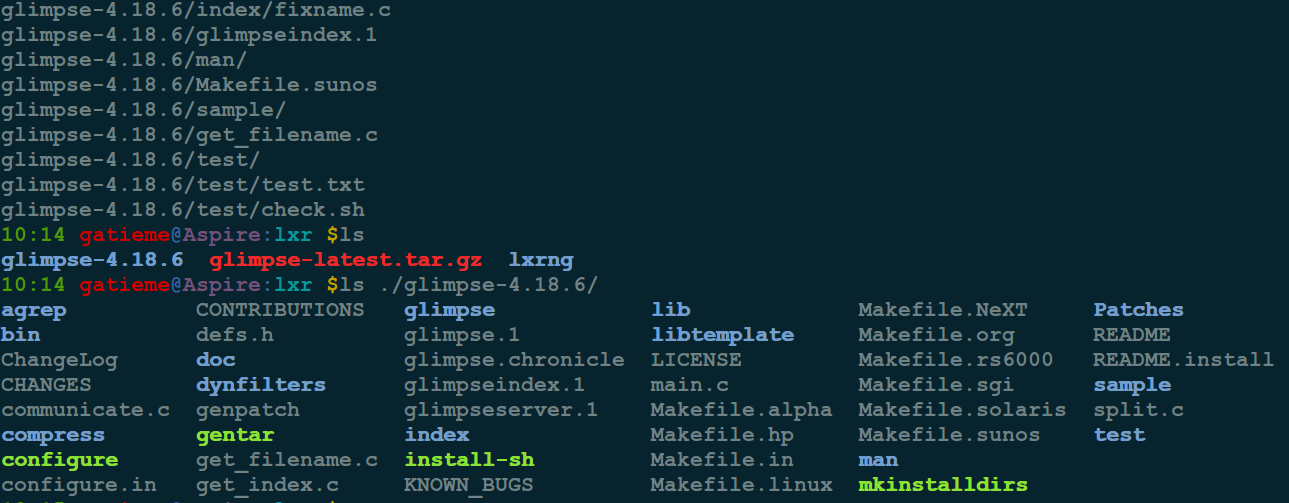 glimpse-4.18.6/index/fixname.c
glimpse-4.18.6/glimpseindex.1
glimpse-4.18.6/man/
glimpse-4.18.6/Makefile.sunos
glimpse-4.18.6/sample/
glimpse-4.18.6/get_filename.c
glimpse-4.18.6/test/
glimpse-4.18.6/test/test.txt
glimpse-4.18.6/test/check.sh
10:14 gatieme@Aspire:lxr $ls
glimpse-4.18.6  glimpse-latest.tar.gz  lxrng
10:14 gatieme@Aspire:lxr $ls ./glimpse-4.18.6/
agrep          CONTRIBUTIONS   glimpse            lib             Makefile.NeXT      Patches
bin            defs.h          glimpse.1          libtemplate     Makefile.org       README
ChangeLog      doc             glimpse.chronicle  LICENSE         Makefile.rs6000    README.install
CHANGES        dynfilters      glimpseindex.1     main.c          Makefile.sgi       sample
communicate.c  genpatch        glimpseserver.1    Makefile.alpha  Makefile.solaris   split.c
compress       gentar          index              Makefile.hp     Makefile.sunos     test
configure      get_filename.c  install-sh         Makefile.in     man
configure.in   get_index.c     KNOWN_BUGS         Makefile.linux  mkinstalldirs